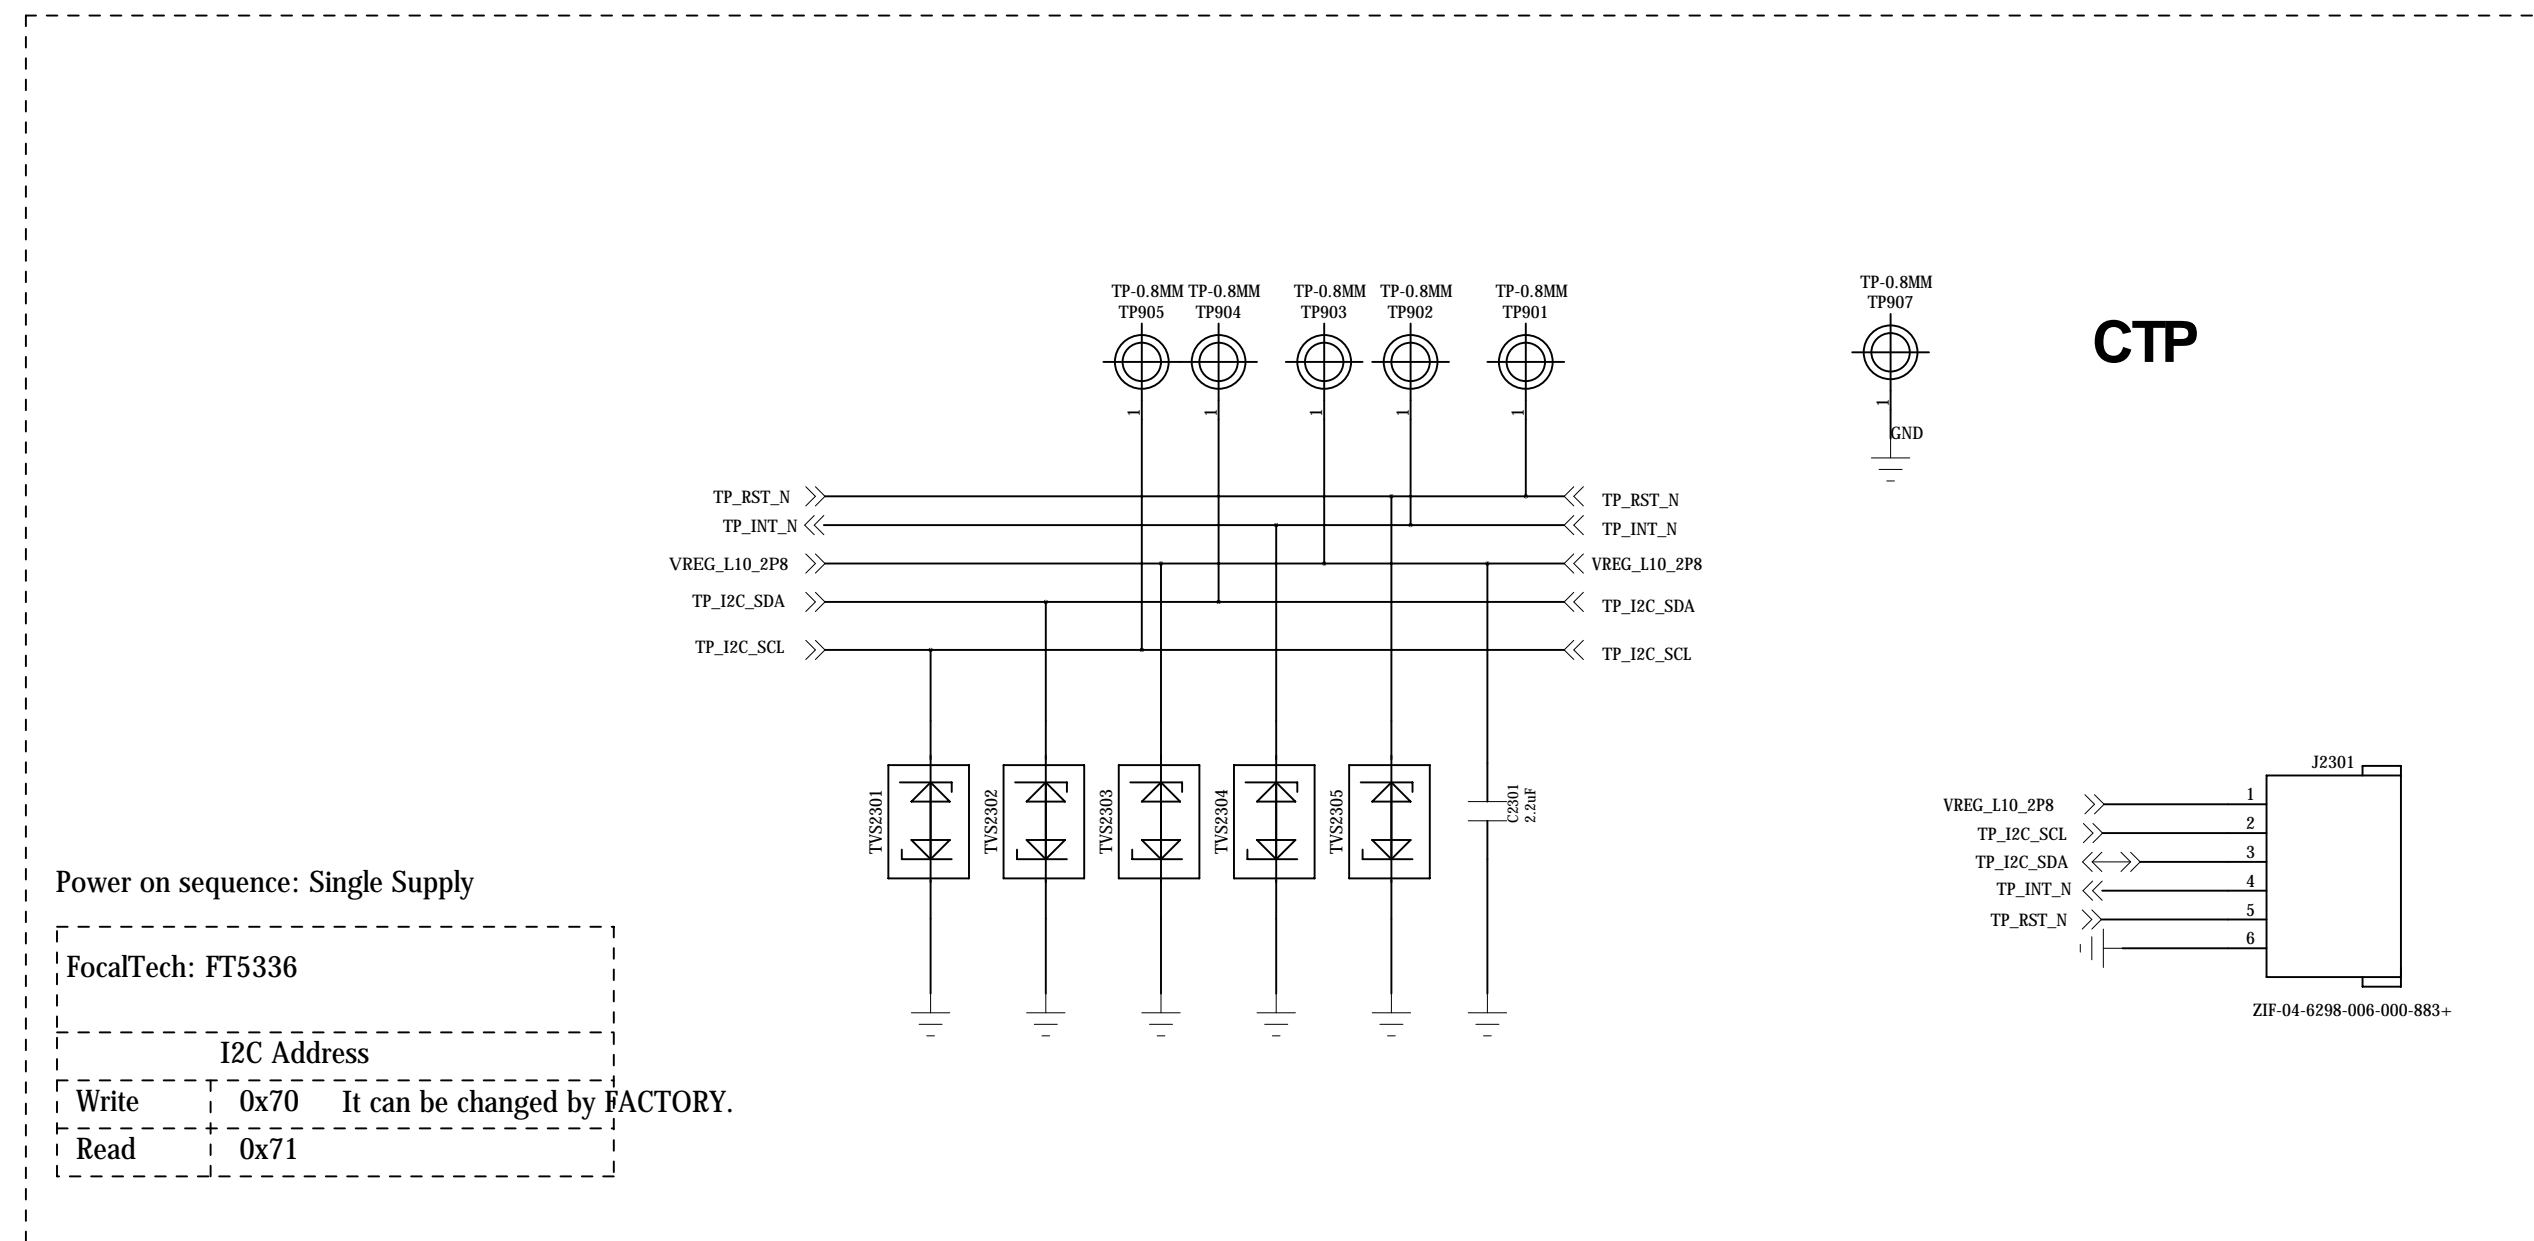 TP-0.8MM TP-0.8MM TP-0.8MM TP-0.8MM TP-0.8MM
TP905 TP904 TP903 TP902 TP901
TP-0.8MM
TP907
CTP
1 1 1 1 1 1
GND
TP_RST_N TP_RST_N
TP_INT_N TP_INT_N
VREG_L10_2P8 VREG_L10_2P8
TP_I2C_SDA TP_I2C_SDA
TP_I2C_SCL TP_I2C_SCL
TVS2301
TVS2302
TVS2303
TVS2304
TVS2305
C2301
2.2uF
J2301
VREG_L10_2P8 1
TP_I2C_SCL 2
TP_I2C_SDA 3
TP_INT_N 4
TP_RST_N 5
6
ZIF-04-6298-006-000-883+
Power on sequence: Single Supply
FocalTech: FT5336
I2C Address
Write 0x70 It can be changed by FACTORY.
Read 0x71